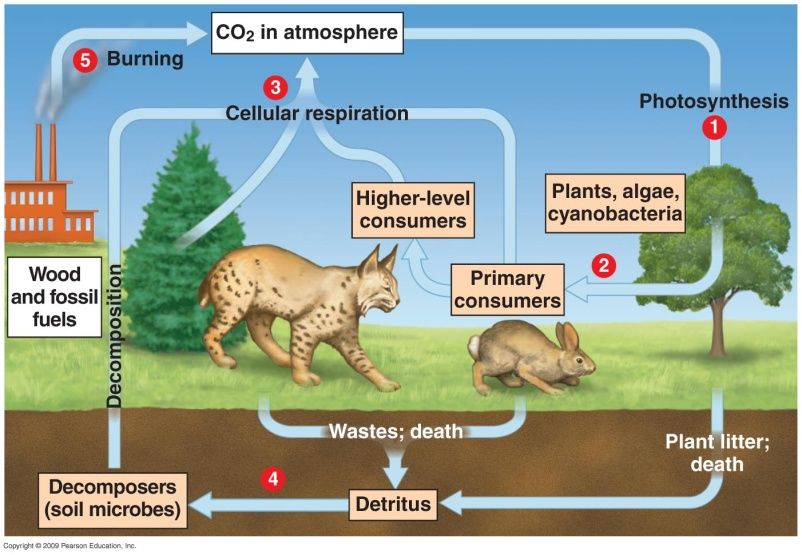 CO₂ in atmosphere
5 Burning
3
Cellular respiration
Photosynthesis
1
Higher-level
consumers
Plants, algae,
cyanobacteria
2
Primary
consumers
Wood
and fossil
fuels
Decomposition
Wastes; death
Plant litter;
death
4
Decomposers
(soil microbes)
Detritus
Copyright © 2009 Pearson Education, Inc.